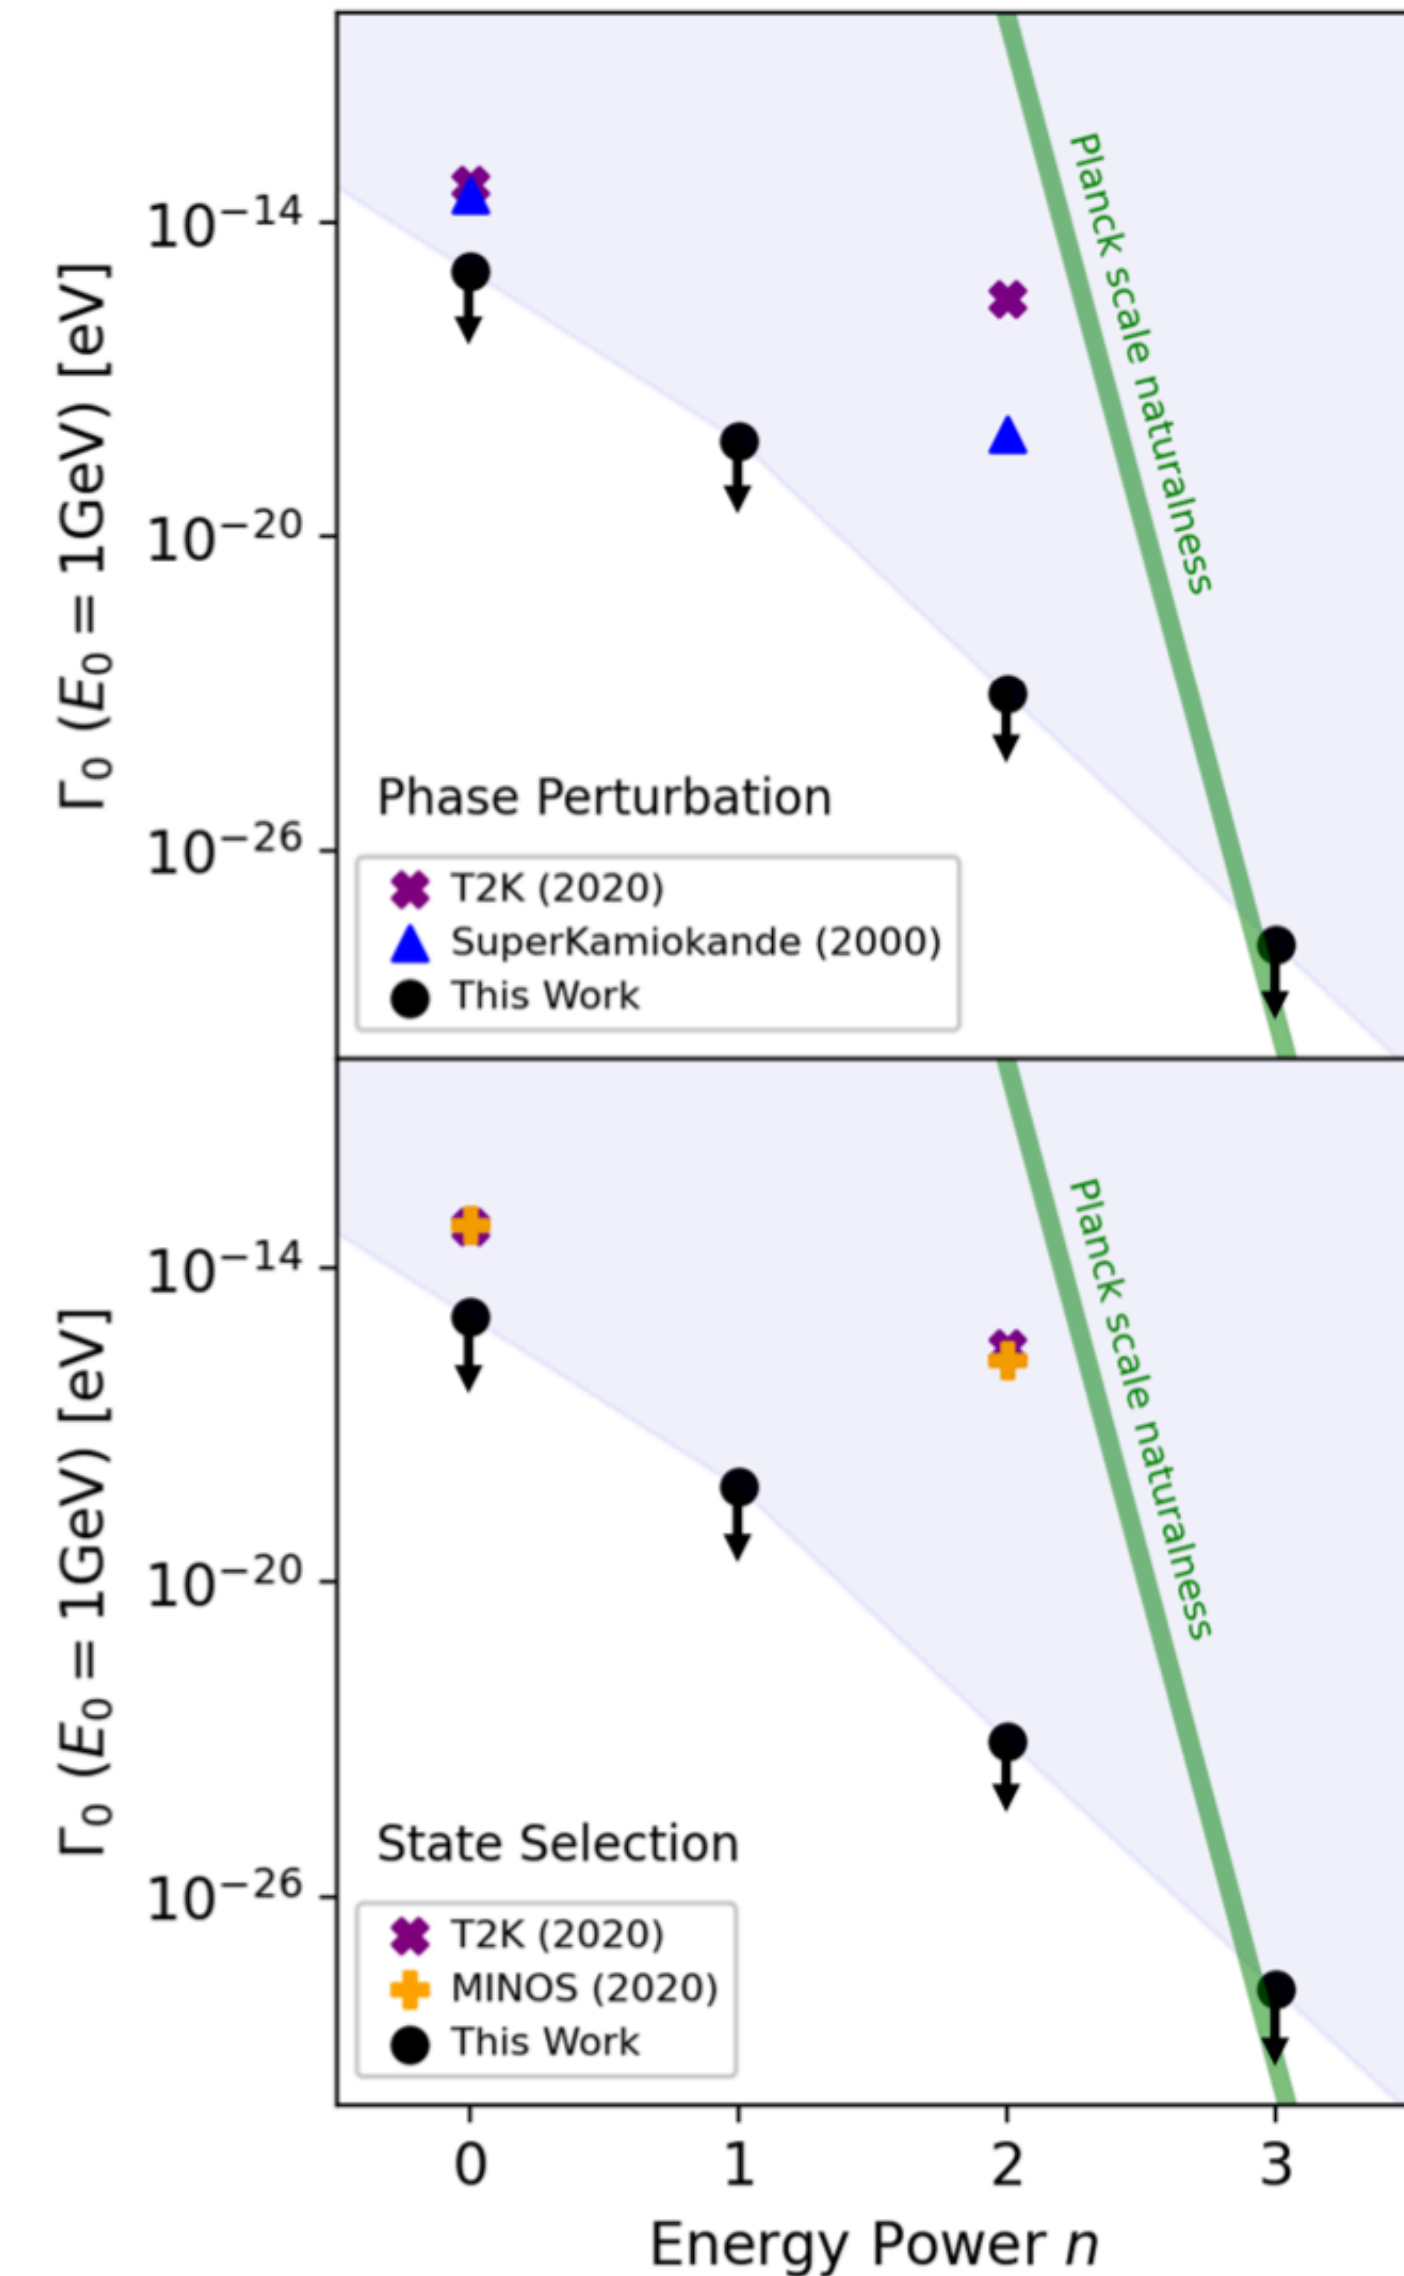 10⁻¹⁴
10⁻²⁰
10⁻²⁶
Γ₀ (E₀ = 1GeV) [eV]
Planck scale naturalness
Phase Perturbation
T2K (2020)
SuperKamiokande (2000)
This Work
10⁻¹⁴
10⁻²⁰
10⁻²⁶
Γ₀ (E₀ = 1GeV) [eV]
Planck scale naturalness
State Selection
T2K (2020)
MINOS (2020)
This Work
0 1 2 3
Energy Power n